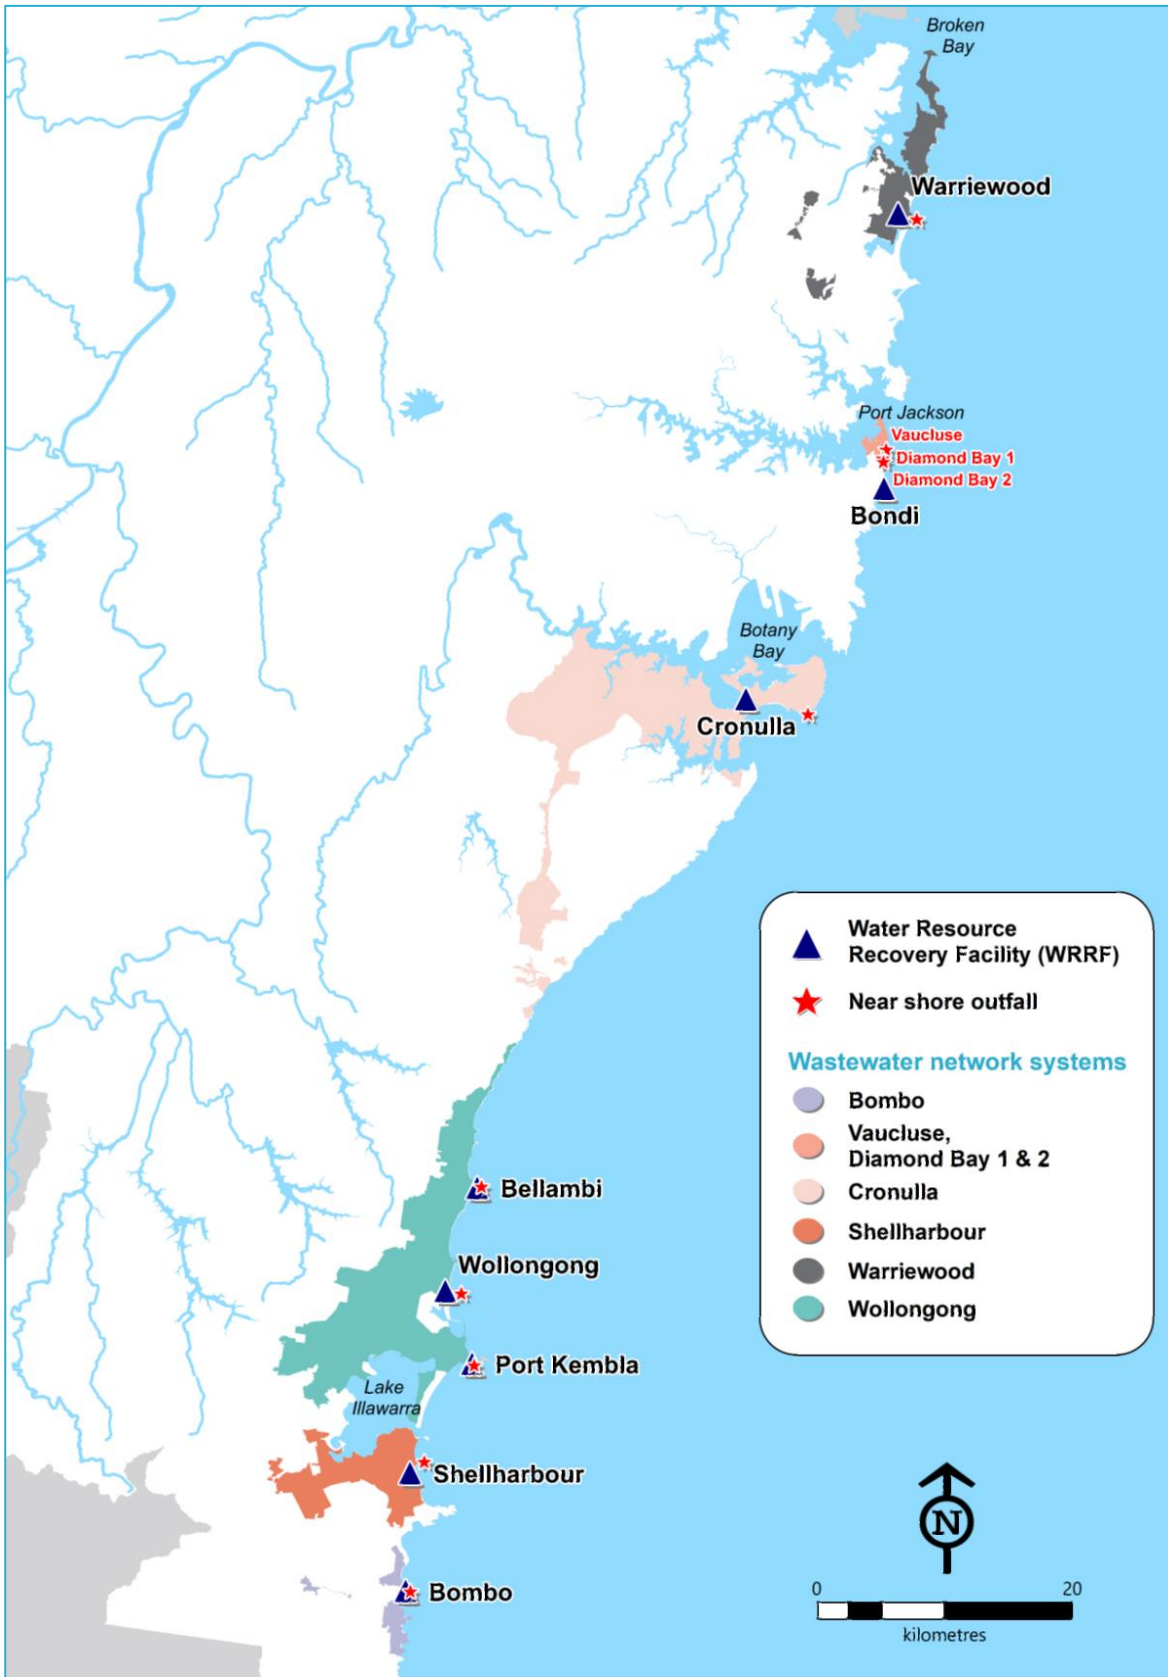 Broken
Bay
Warriewood
Port Jackson
Vaucluse
Diamond Bay 1
Diamond Bay 2
Bondi
Botany
Bay
Cronulla
Water Resource
Recovery Facility (WRRF)
Near shore outfall
Wastewater network systems
Bombo
Vaucluse,
Diamond Bay 1 & 2
Cronulla
Shellharbour
Warriewood
Wollongong
Bellambi
Wollongong
Port Kembla
Lake
Illawarra
Shellharbour
Bombo
N
0 20
kilometres